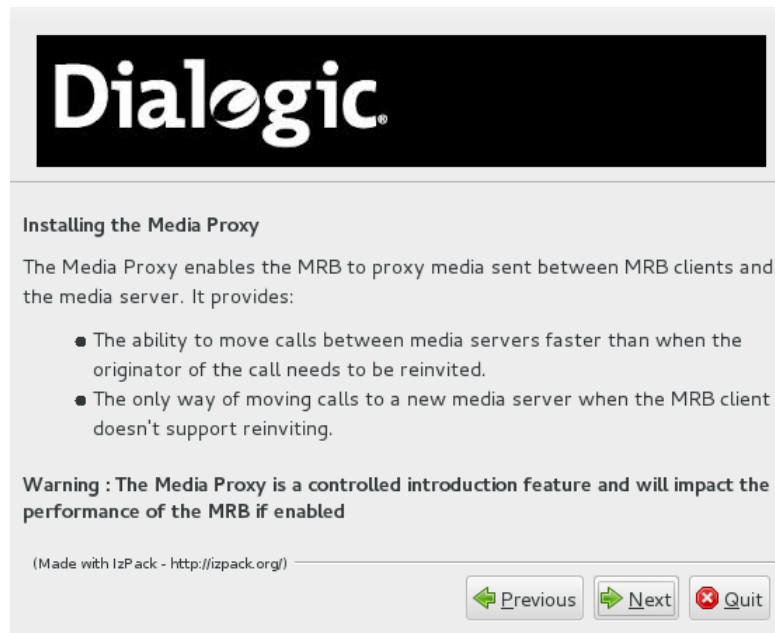 Dialogic®
Installing the Media Proxy
The Media Proxy enables the MRB to proxy media sent between MRB clients and
the media server. It provides:
● The ability to move calls between media servers faster than when the
originator of the call needs to be reinvited.
● The only way of moving calls to a new media server when the MRB client
doesn't support reinviting.
Warning : The Media Proxy is a controlled introduction feature and will impact the
performance of the MRB if enabled
(Made with IzPack - http://izpack.org/)
Previous Next Quit